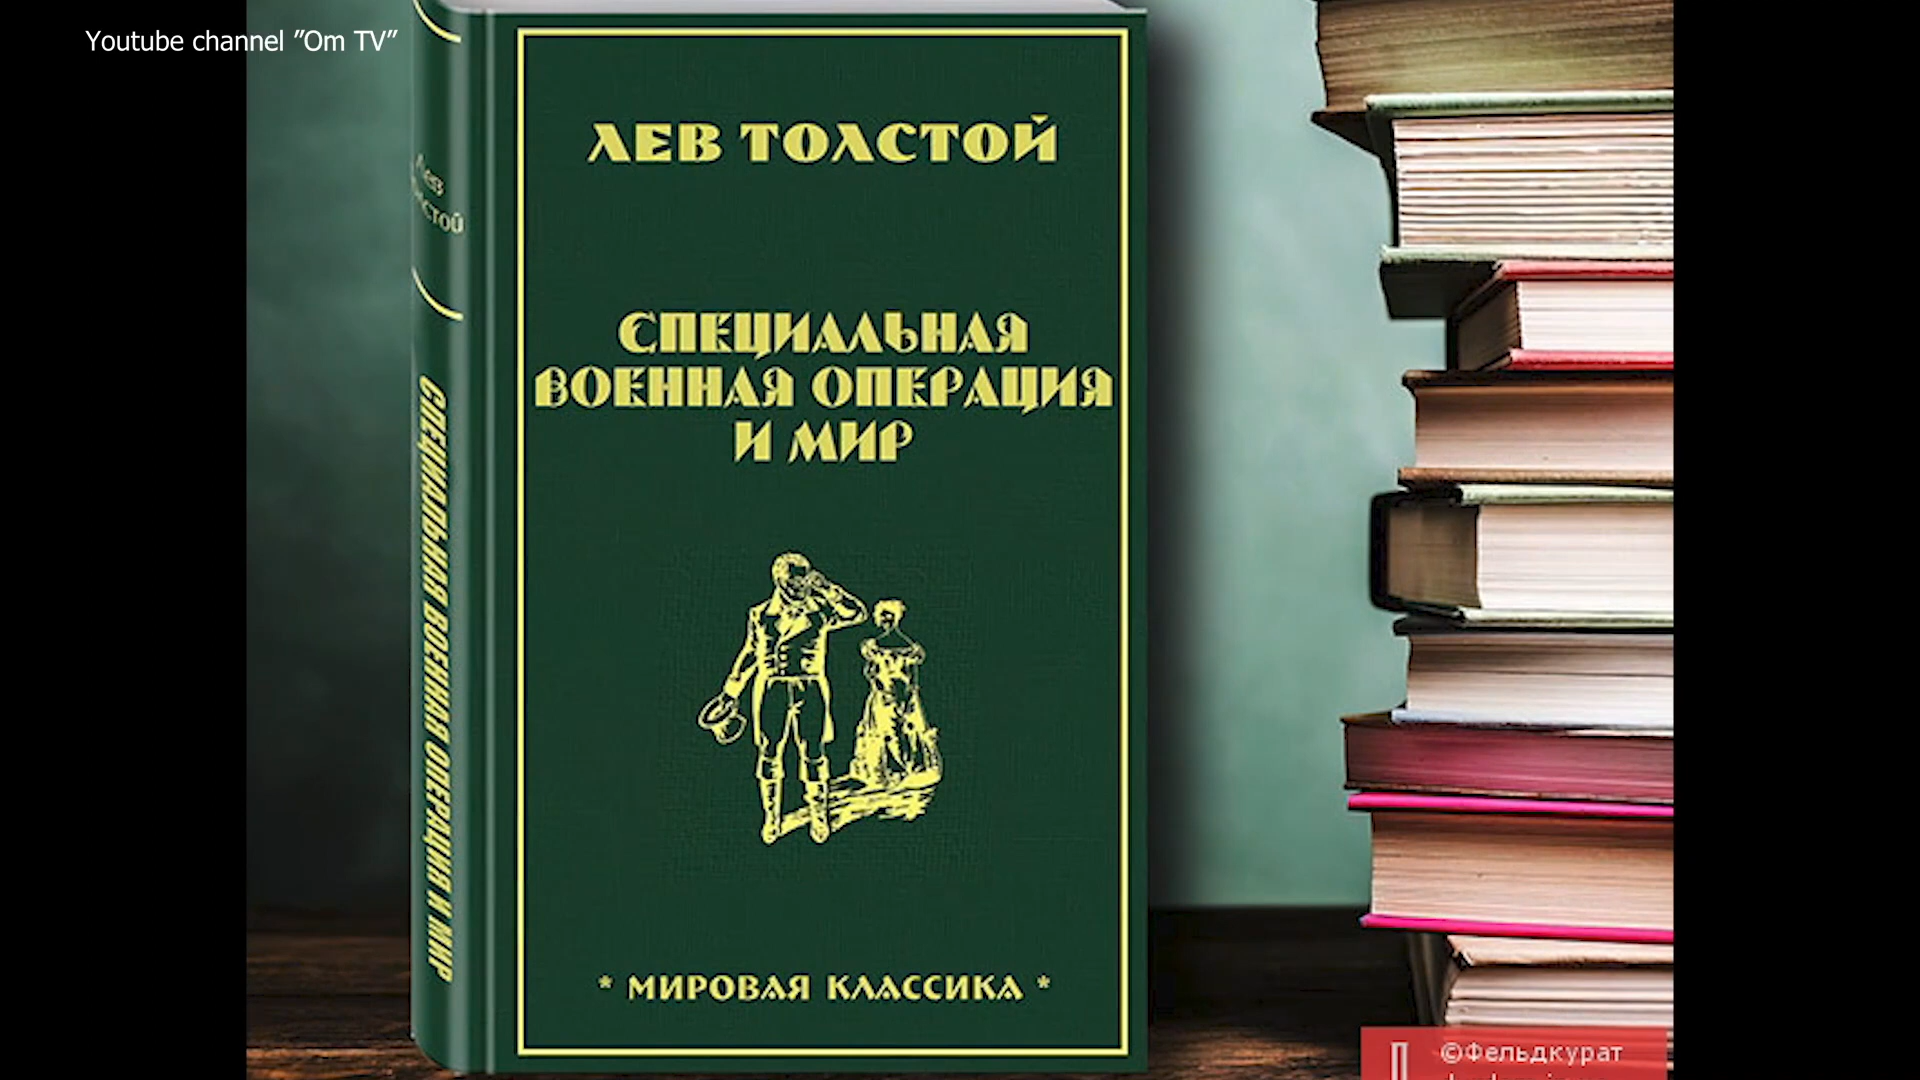 Youtube channel ”Om TV”
ЛЕВ ТОЛСТОЙ
СПЕЦИАЛЬНАЯ
ВОЕННАЯ ОПЕРАЦИЯ
И МИР
* МИРОВАЯ КЛАССИКА *
Лев
Толстой
СПЕЦИАЛЬНАЯ ВОЕННАЯ ОПЕРАЦИЯ И МИР
©Фельдкурат